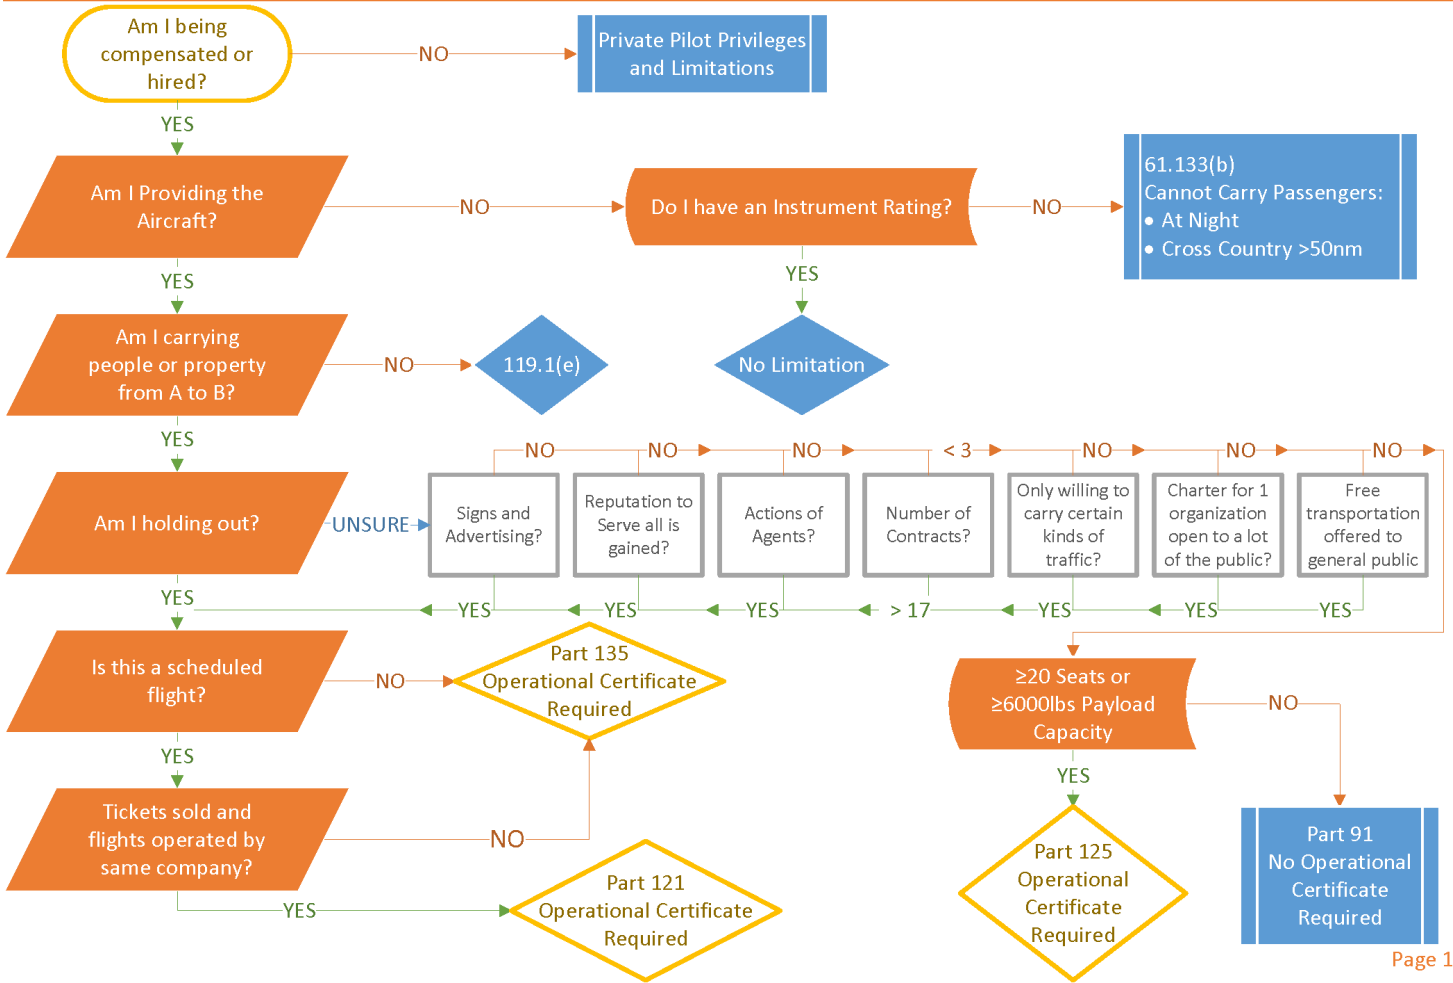 Am I being
compensated or
hired?
NO
Private Pilot Privileges
and Limitations
YES
Am I Providing the
Aircraft?
NO
Do I have an Instrument Rating?
NO
61.133(b)
Cannot Carry Passengers:
• At Night
• Cross Country >50nm
YES
YES
Am I carrying
people or property
from A to B?
NO
119.1(e)
No Limitation
YES
NO
NO
NO
< 3
NO
NO
NO
Am I holding out?
UNSURE
Signs and
Advertising?
Reputation to
Serve all is
gained?
Actions of
Agents?
Number of
Contracts?
Only willing to
carry certain
kinds of
traffic?
Charter for 1
organization
open to a lot
of the public?
Free
transportation
offered to
general public
YES
YES
YES
YES
> 17
YES
YES
YES
Is this a scheduled
flight?
NO
Part 135
Operational Certificate
Required
≥20 Seats or
≥6000lbs Payload
Capacity
NO
YES
YES
Tickets sold and
flights operated by
same company?
NO
YES
Part 121
Operational Certificate
Required
Part 125
Operational
Certificate
Required
Part 91
No Operational
Certificate
Required
Page 1